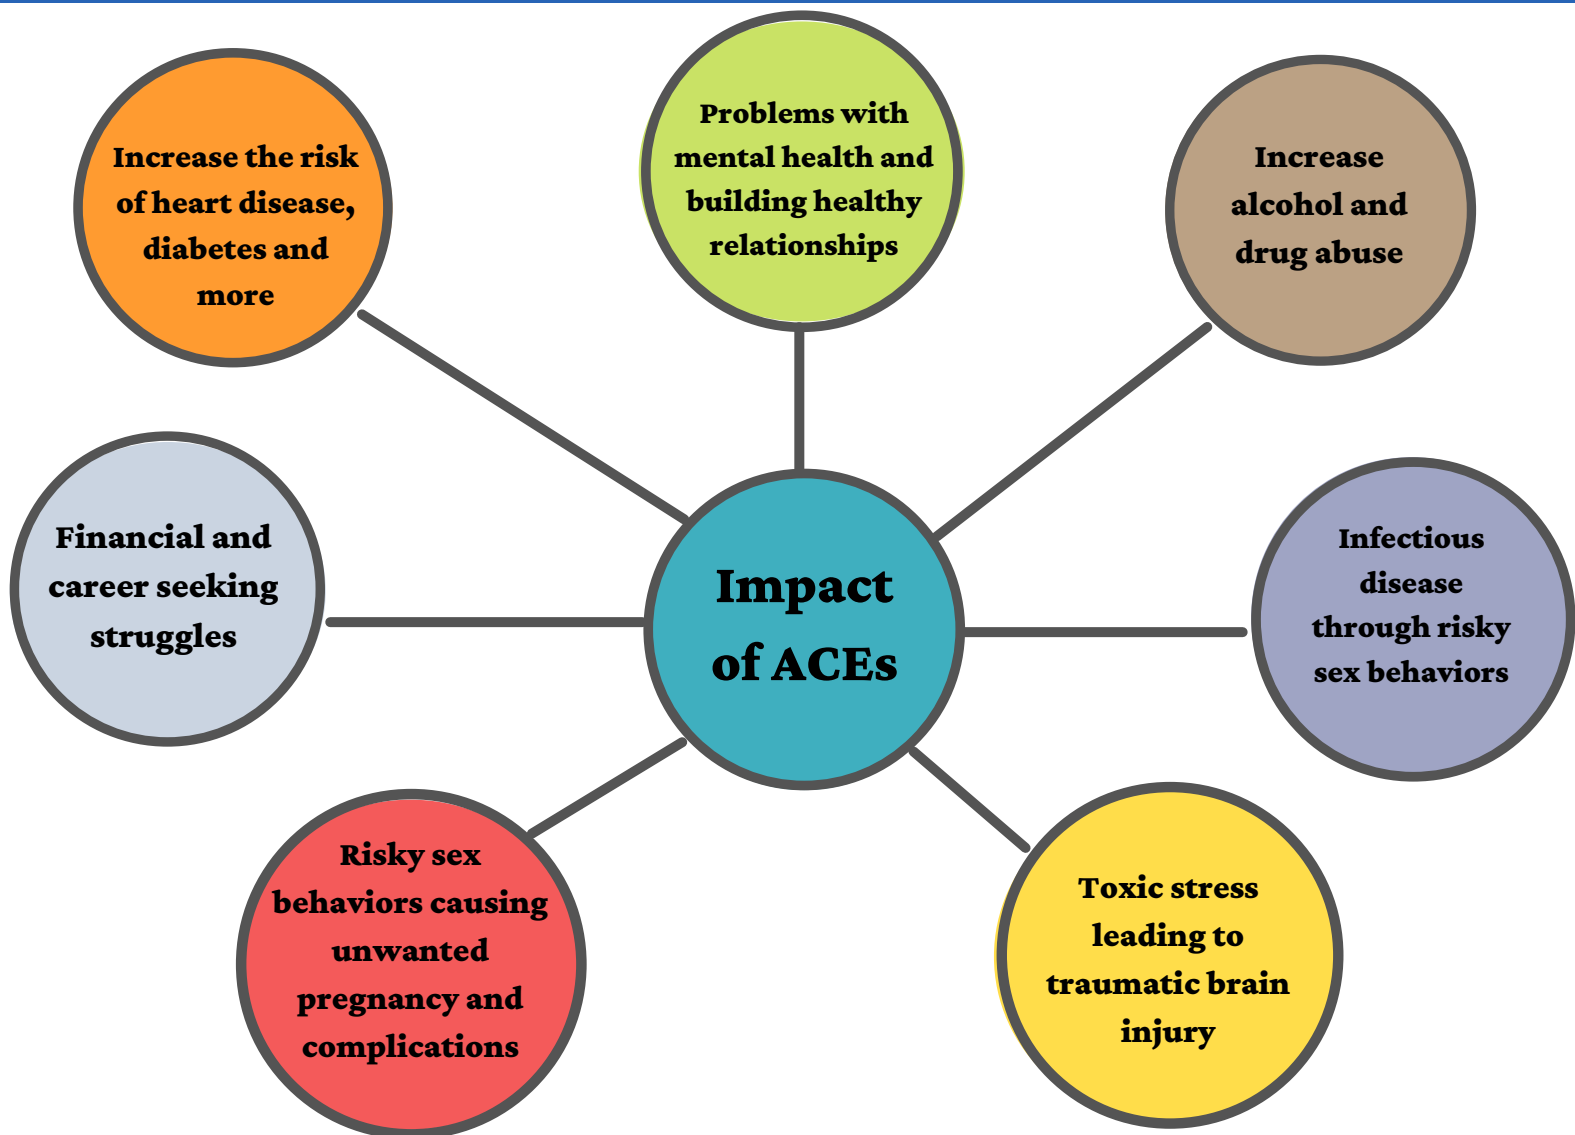 Problems with
mental health and
building healthy
relationships
Increase the risk
of heart disease,
diabetes and
more
Increase
alcohol and
drug abuse
Financial and
career seeking
struggles
Impact
of ACEs
Infectious
disease
through risky
sex behaviors
Risky sex
behaviors causing
unwanted
pregnancy and
complications
Toxic stress
leading to
traumatic brain
injury